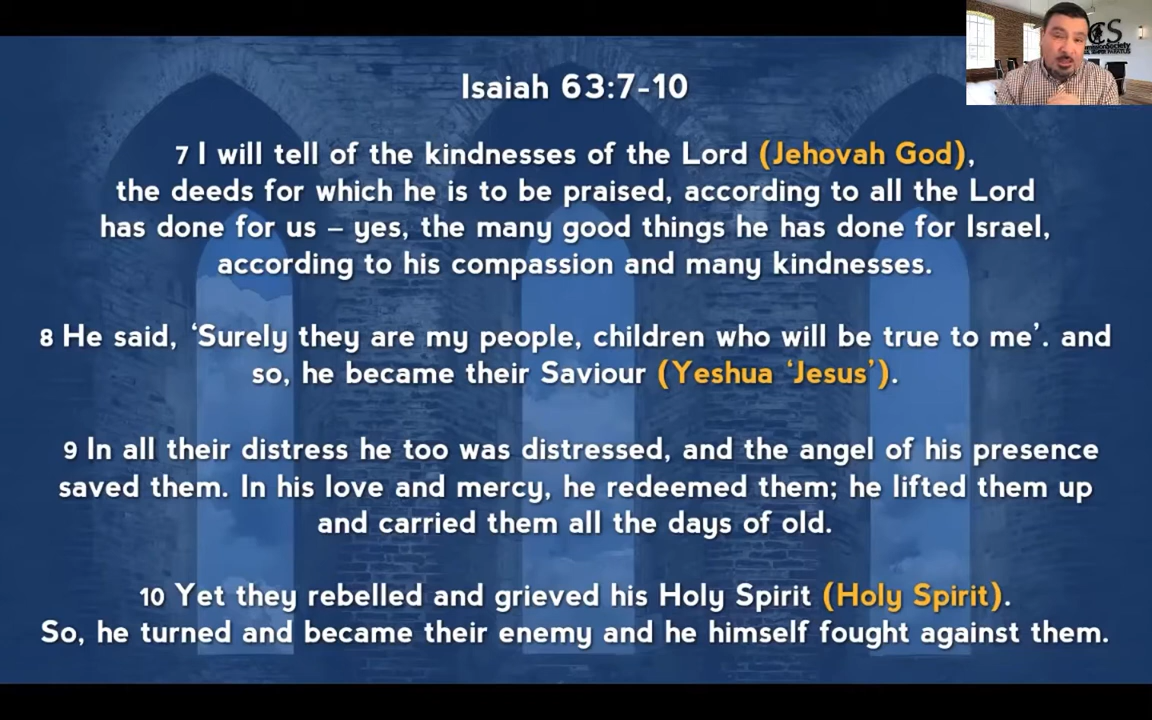 Isaiah 63:7-10
7 I will tell of the kindnesses of the Lord (Jehovah God),
the deeds for which he is to be praised, according to all the Lord
has done for us – yes, the many good things he has done for Israel,
according to his compassion and many kindnesses.
8 He said, ‘Surely they are my people, children who will be true to me’. and
so, he became their Saviour (Yeshua ‘Jesus’).
9 In all their distress he too was distressed, and the angel of his presence
saved them. In his love and mercy, he redeemed them; he lifted them up
and carried them all the days of old.
10 Yet they rebelled and grieved his Holy Spirit (Holy Spirit).
So, he turned and became their enemy and he himself fought against them.
CS